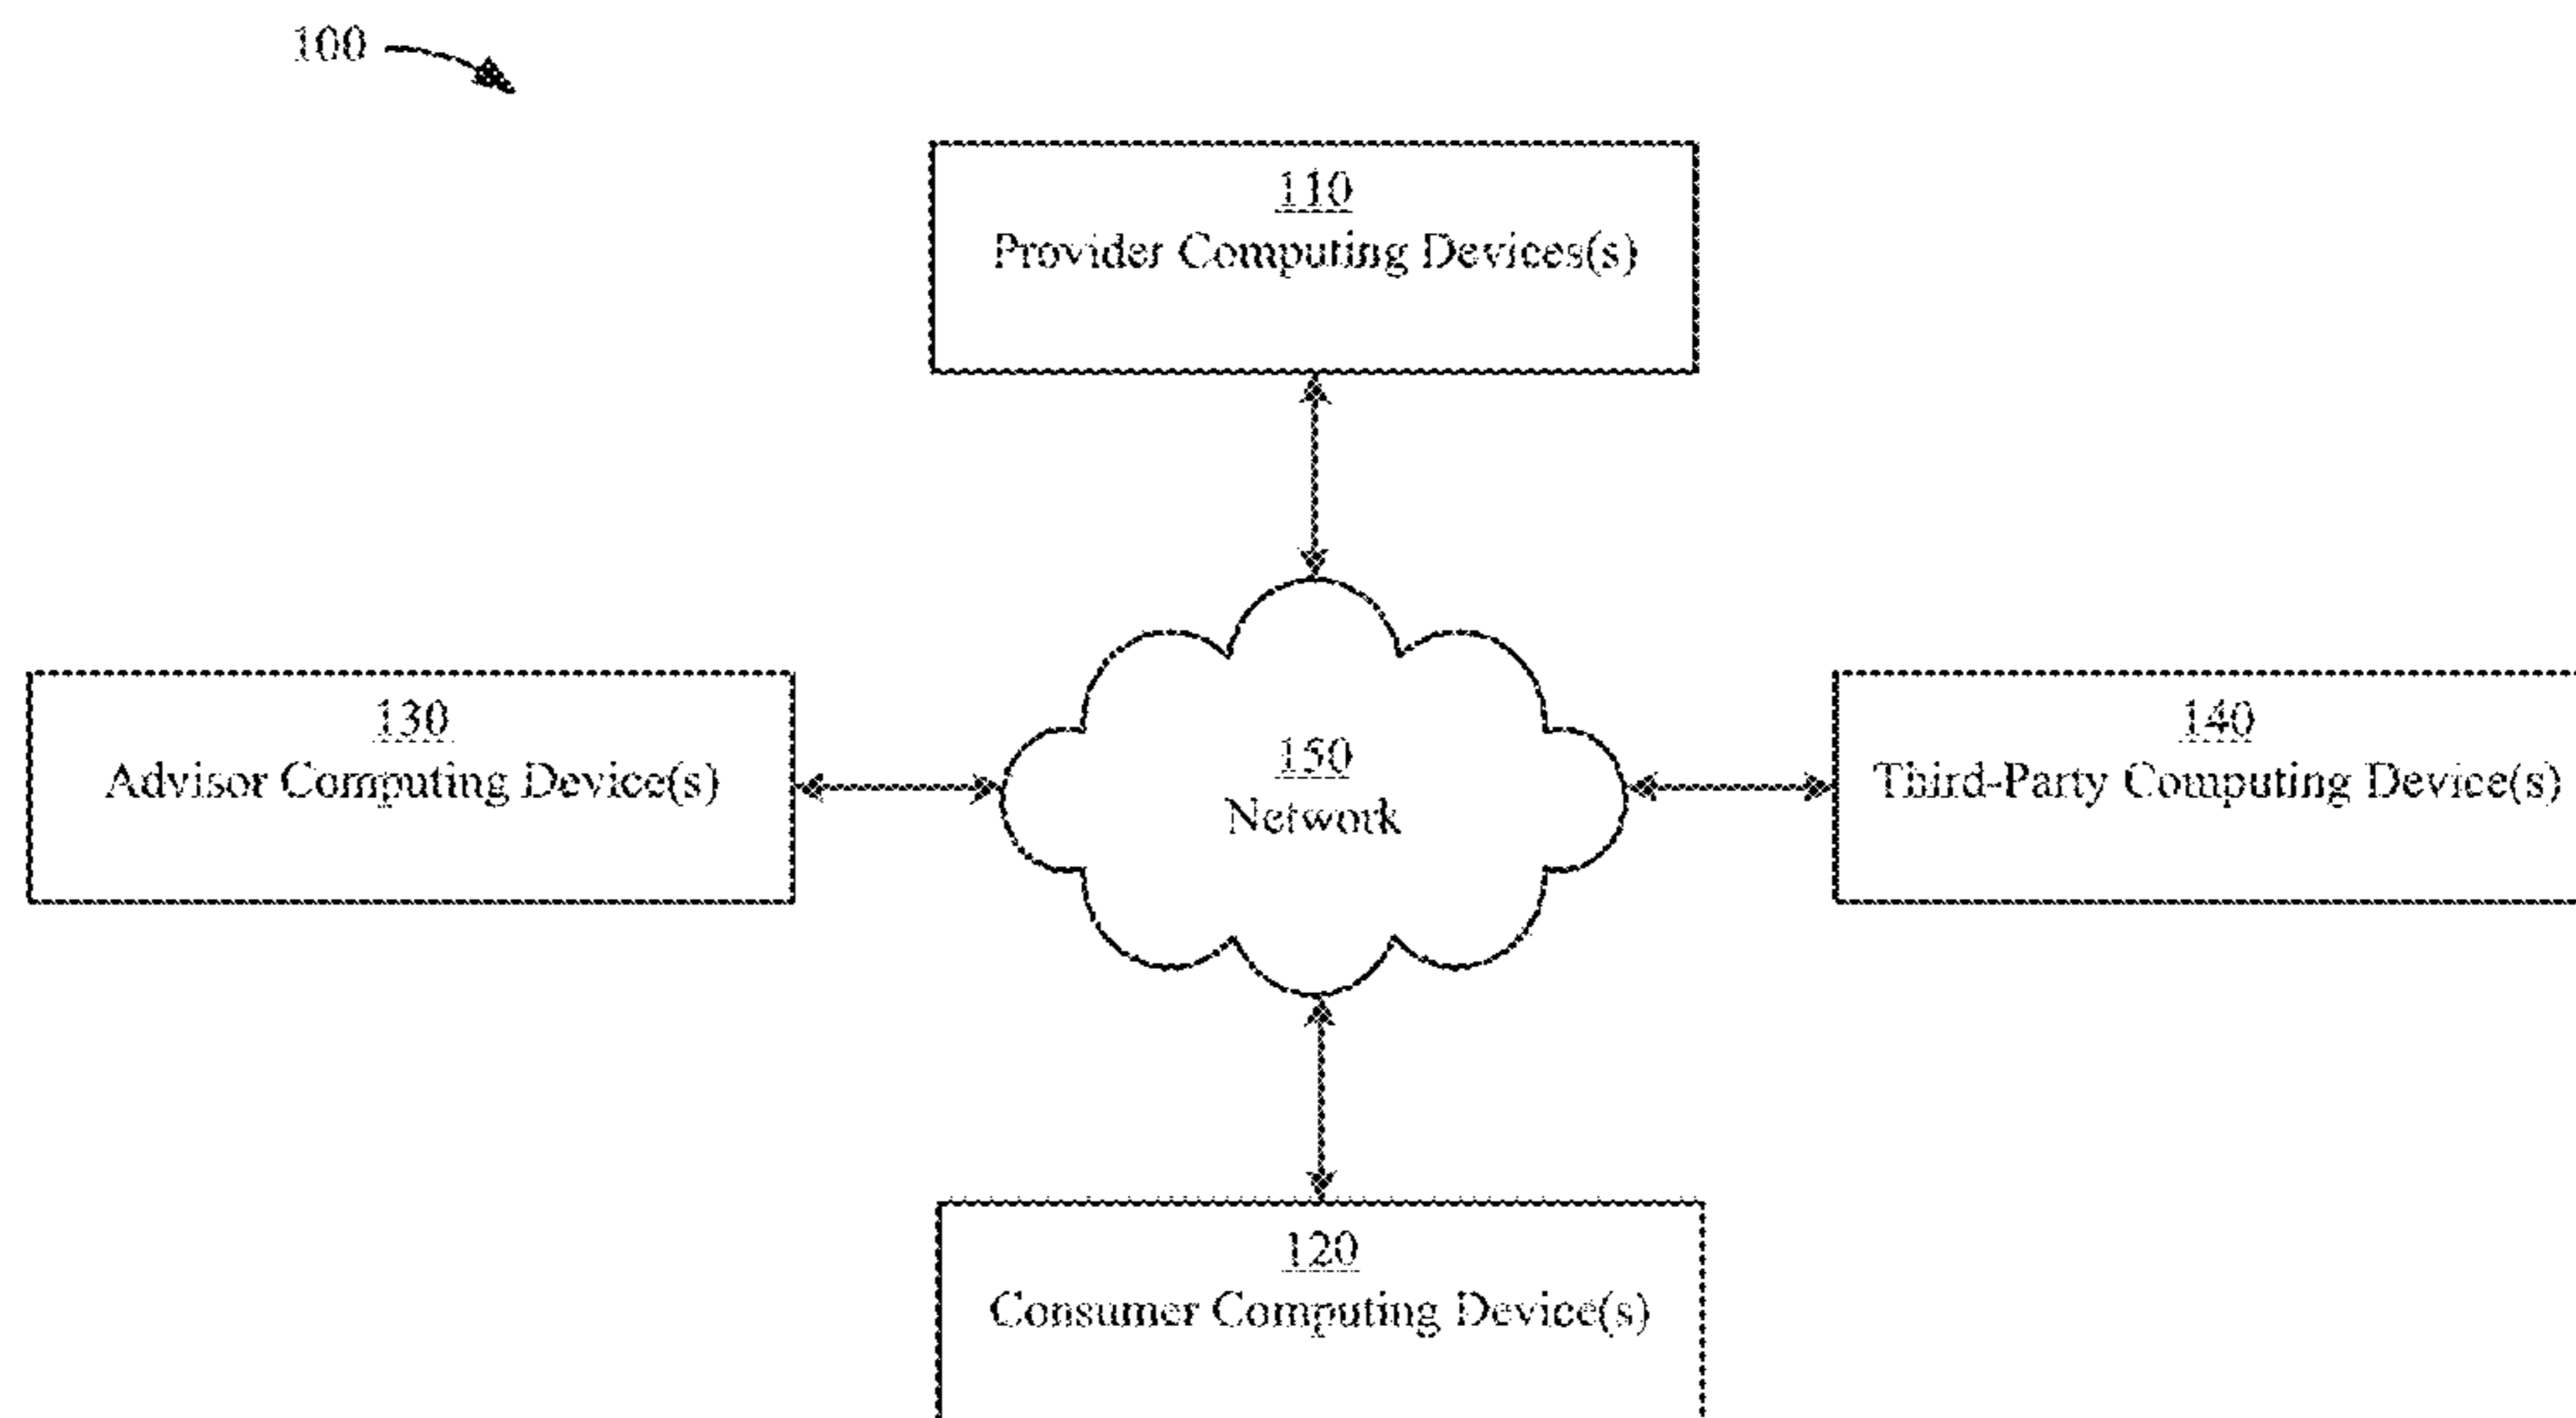 100
110
Provider Computing Devices(s)
130
Advisor Computing Device(s)
150
Network
140
Third-Party Computing Device(s)
120
Consumer Computing Device(s)